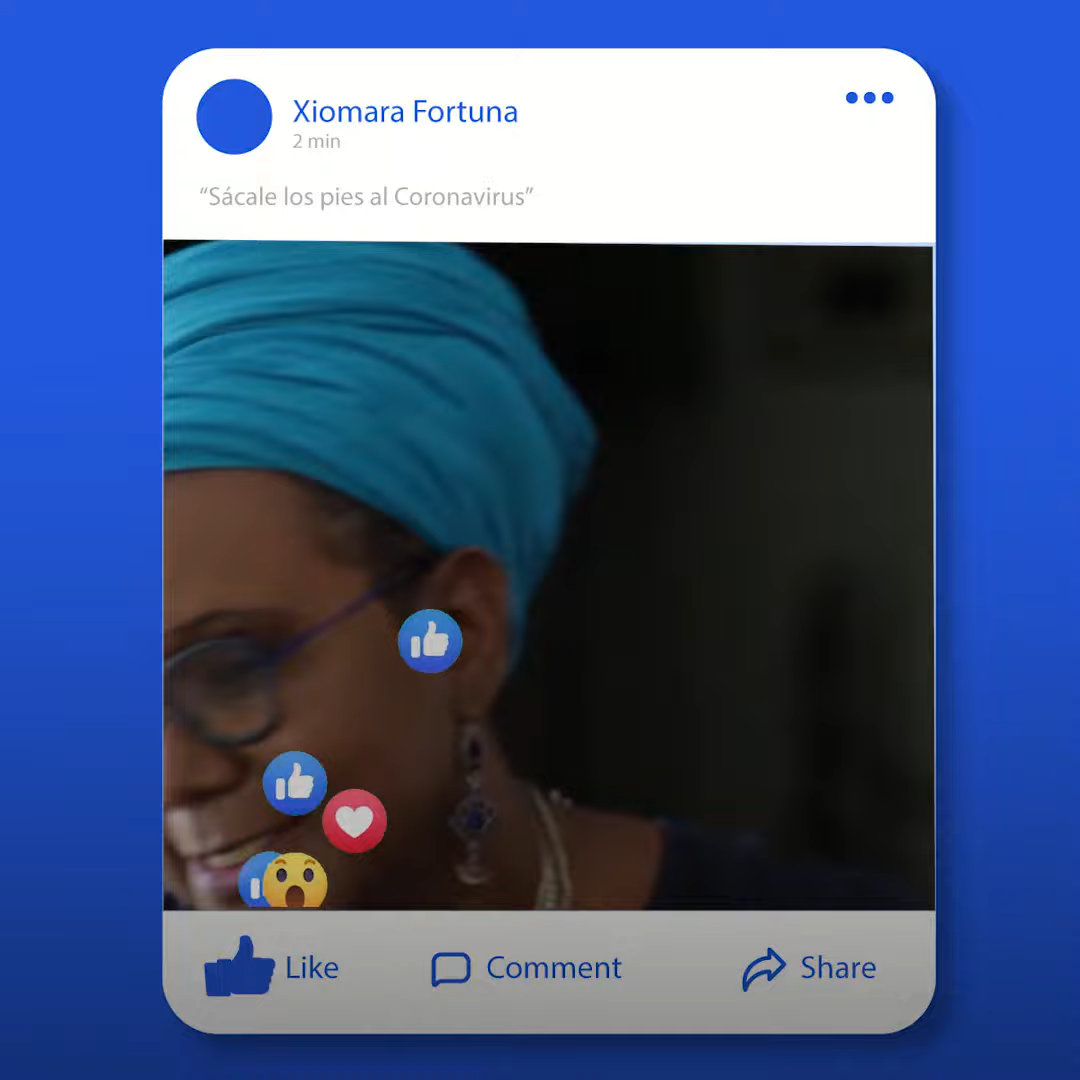 Xiomara Fortuna
2 min
“Sácale los pies al Coronavirus”
Like Comment Share